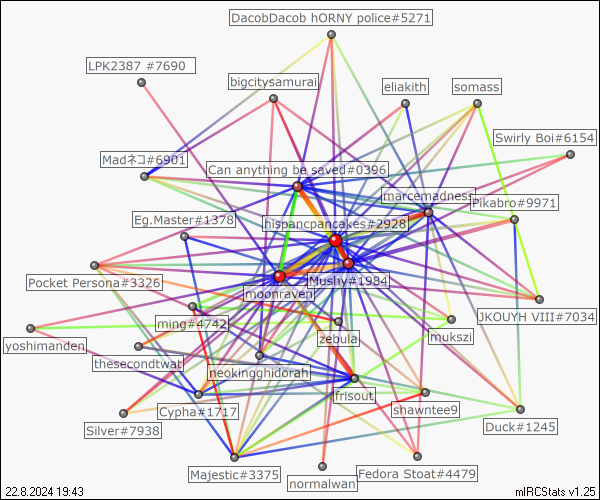 DacobDacob hORNY police#5271
LPK2387 #7690
bigcitysamurai
eliakith
somass
Swirly Boi#6154
Madネコ#6901
Can anything be saved#0396
marcemadness
Pikabro#9971
Eg.Master#1378
hispancpancakes#2928
Pocket Persona#3326
Mushy#1984
moonraven
JKOUYH VIII#7034
ming#4742
zebula
mukszi
yoshimanden
thesecondtwat
neokingghidorah
frisout
Cypha#1717
shawntee9
Silver#7938
Duck#1245
Majestic#3375
Fedora Stoat#4479
normalwan
22.8.2024 19:43
mIRCStats v1.25